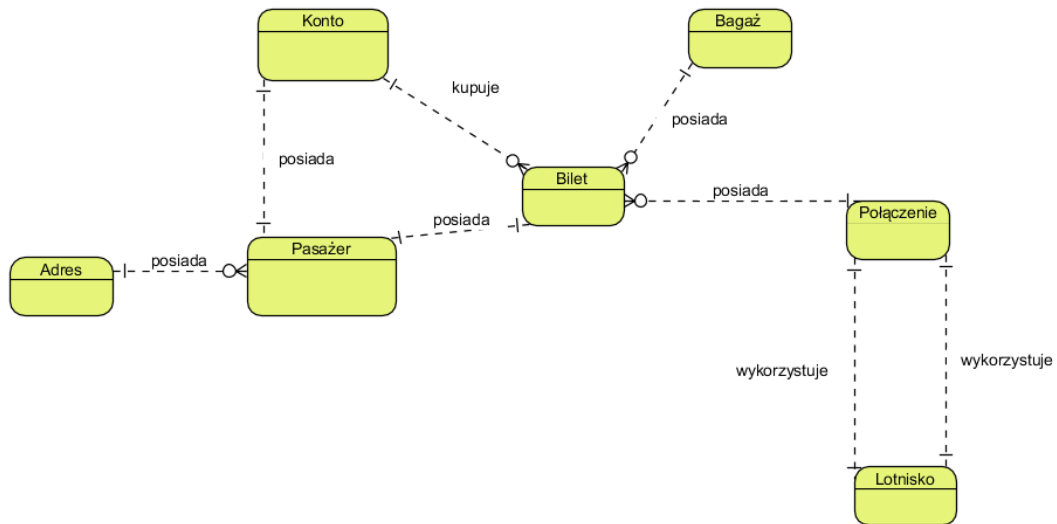 Konto
Bagaż
kupuje
posiada
posiada
Bilet
posiada
posiada
Połączenie
Pasażer
posiada
Adres
wykorzystuje
wykorzystuje
Lotnisko